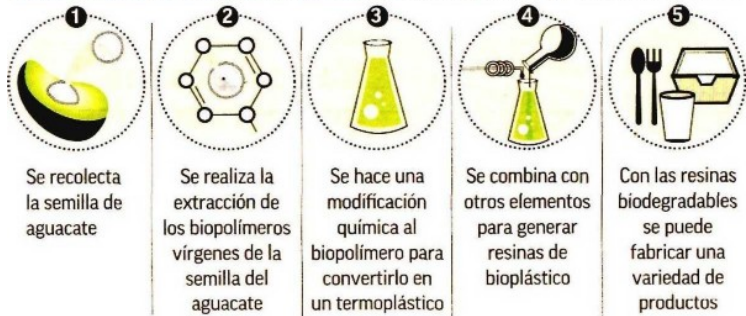 1
Se recolecta
la semilla de
aguacate
2
Se realiza la
extracción de
los biopolímeros
vírgenes de la
semilla del
aguacate
3
Se hace una
modificación
química al
biopolímero para
convertirlo en
un termoplástico
4
Se combina con
otros elementos
para generar
resinas de
bioplástico
5
Con las resinas
biodegradables
se puede
fabricar una
variedad de
productos